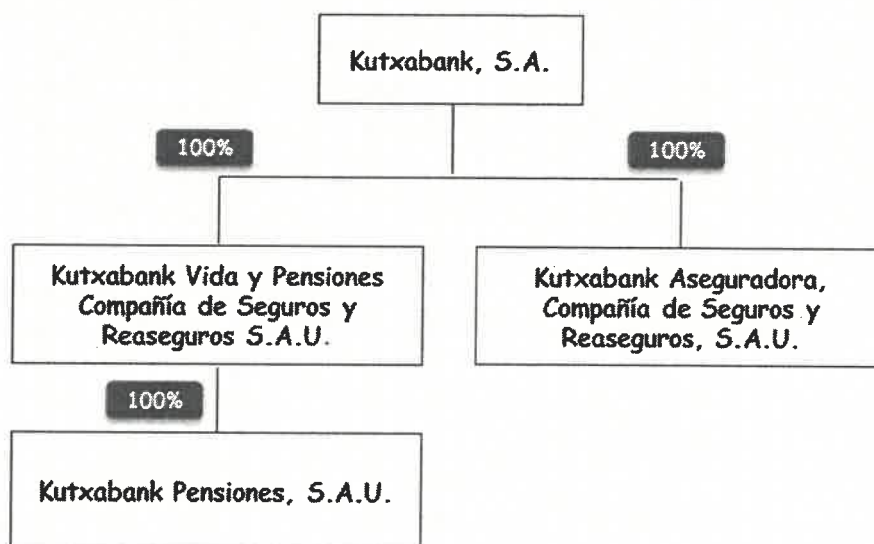 Kutxabank, S.A.
100%
100%
Kutxabank Vida y Pensiones
Compañía de Seguros y
Reaseguros S.A.U.
Kutxabank Aseguradora,
Compañía de Seguros y
Reaseguros, S.A.U.
100%
Kutxabank Pensiones, S.A.U.